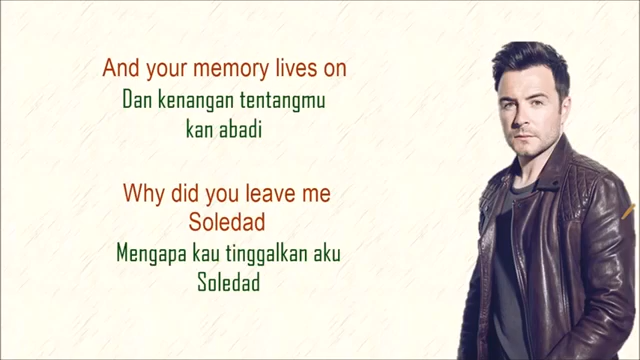 And your memory lives on
Dan kenangan tentangmu
kan abadi
Why did you leave me
Soledad
Mengapa kau tinggalkan aku
Soledad